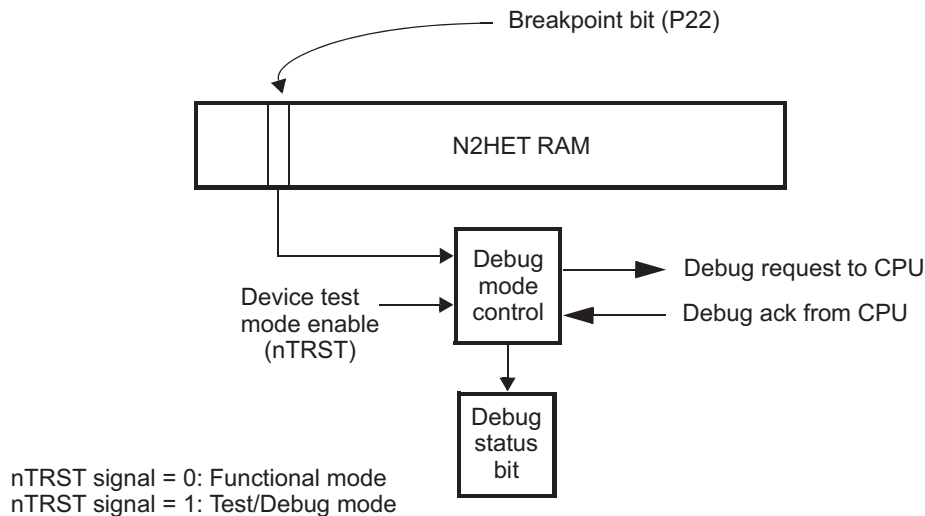 Breakpoint bit (P22)
N2HET RAM
Debug
mode
control
Debug request to CPU
Debug ack from CPU
Device test
mode enable
(nTRST)
Debug
status
bit
nTRST signal = 0: Functional mode
nTRST signal = 1: Test/Debug mode